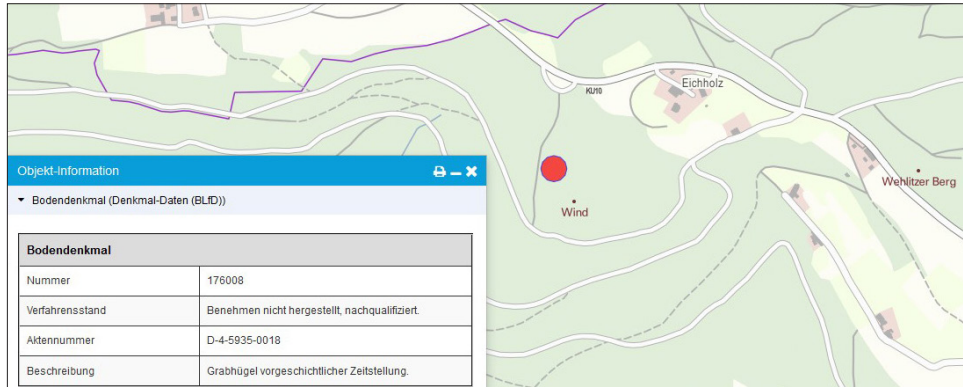 Eichholz
KU10
Wind
Wehlitzer Berg
Objekt-Information
Bodendenkmal (Denkmal-Daten (BLfD))
Bodendenkmal
Nummer 176008
Verfahrensstand Benehmen nicht hergestellt, nachqualifiziert.
Aktennummer D-4-5935-0018
Beschreibung Grabhügel vorgeschichtlicher Zeitstellung.